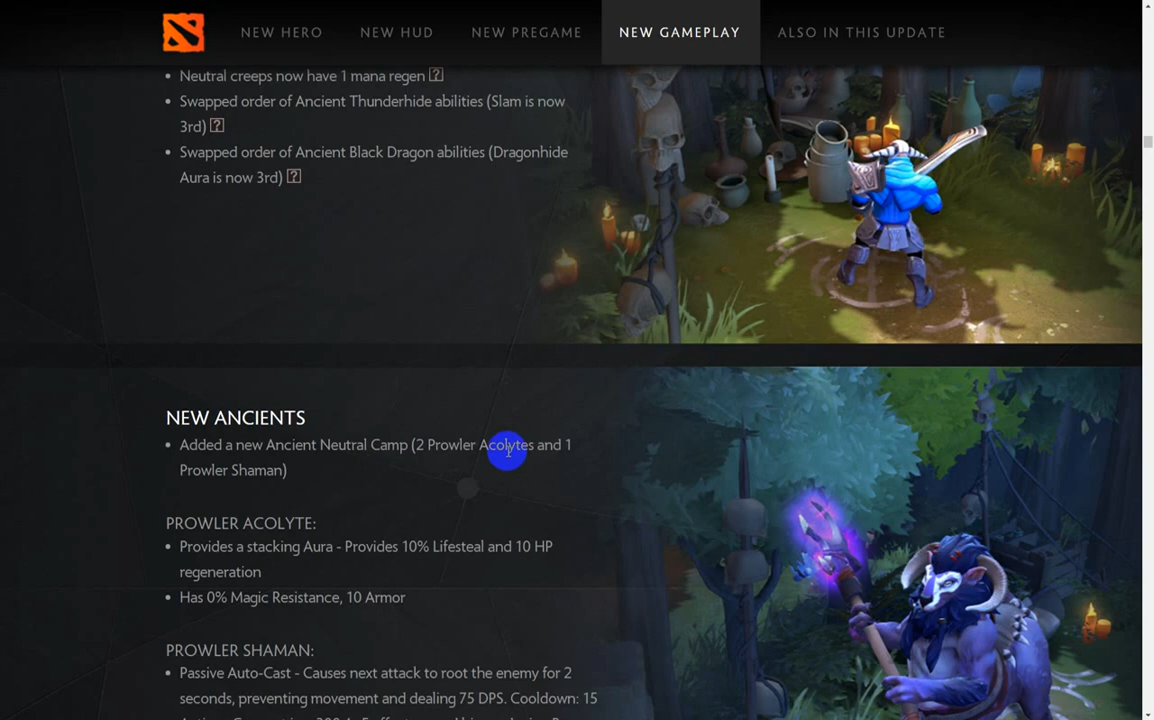 NEW HERO NEW HUD NEW PREGAME NEW GAMEPLAY ALSO IN THIS UPDATE
Neutral creeps now have 1 mana regen ?
Swapped order of Ancient Thunderhide abilities (Slam is now
3rd) ?
Swapped order of Ancient Black Dragon abilities (Dragonhide
Aura is now 3rd) ?
NEW ANCIENTS
Added a new Ancient Neutral Camp (2 Prowler Acolytes and 1
Prowler Shaman)
PROWLER ACOLYTE:
Provides a stacking Aura - Provides 10% Lifesteal and 10 HP
regeneration
Has 0% Magic Resistance, 10 Armor
PROWLER SHAMAN:
Passive Auto-Cast - Causes next attack to root the enemy for 2
seconds, preventing movement and dealing 75 DPS. Cooldown: 15